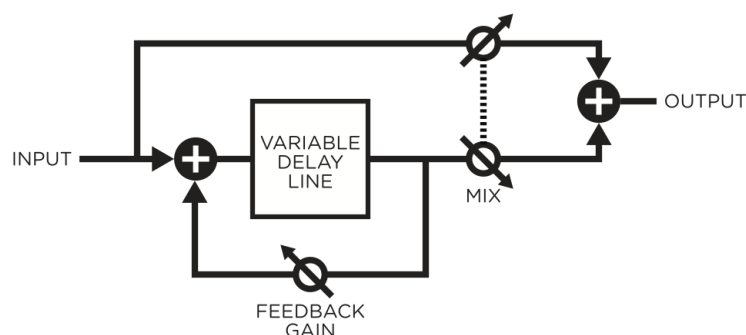 INPUT
VARIABLE
DELAY
LINE
MIX
OUTPUT
FEEDBACK
GAIN